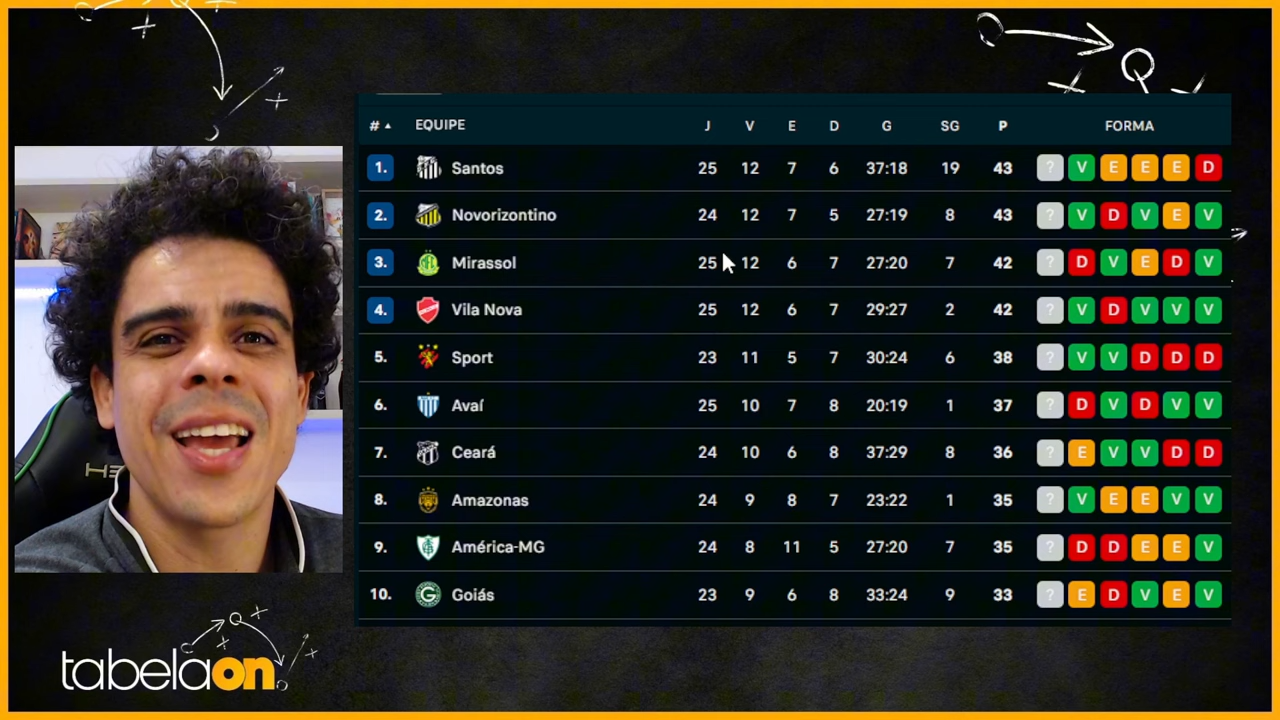 # EQUIPE J V E D G SG P FORMA
1. Santos 25 12 7 6 37:18 19 43 ? V E E E D
2. Novorizontino 24 12 7 5 27:19 8 43 ? V D V E V
3. Mirassol 25 12 6 7 27:20 7 42 ? D V E D V
4. Vila Nova 25 12 6 7 29:27 2 42 ? V D V V V
5. Sport 23 11 5 7 30:24 6 38 ? V V D D D
6. Avaí 25 10 7 8 20:19 1 37 ? D V D V V
7. Ceará 24 10 6 8 37:29 8 36 ? E V V D D
8. Amazonas 24 9 8 7 23:22 1 35 ? V E E V V
9. América-MG 24 8 11 5 27:20 7 35 ? D D E E V
10. Goiás 23 9 6 8 33:24 9 33 ? E D V E V
HE
tabelaon